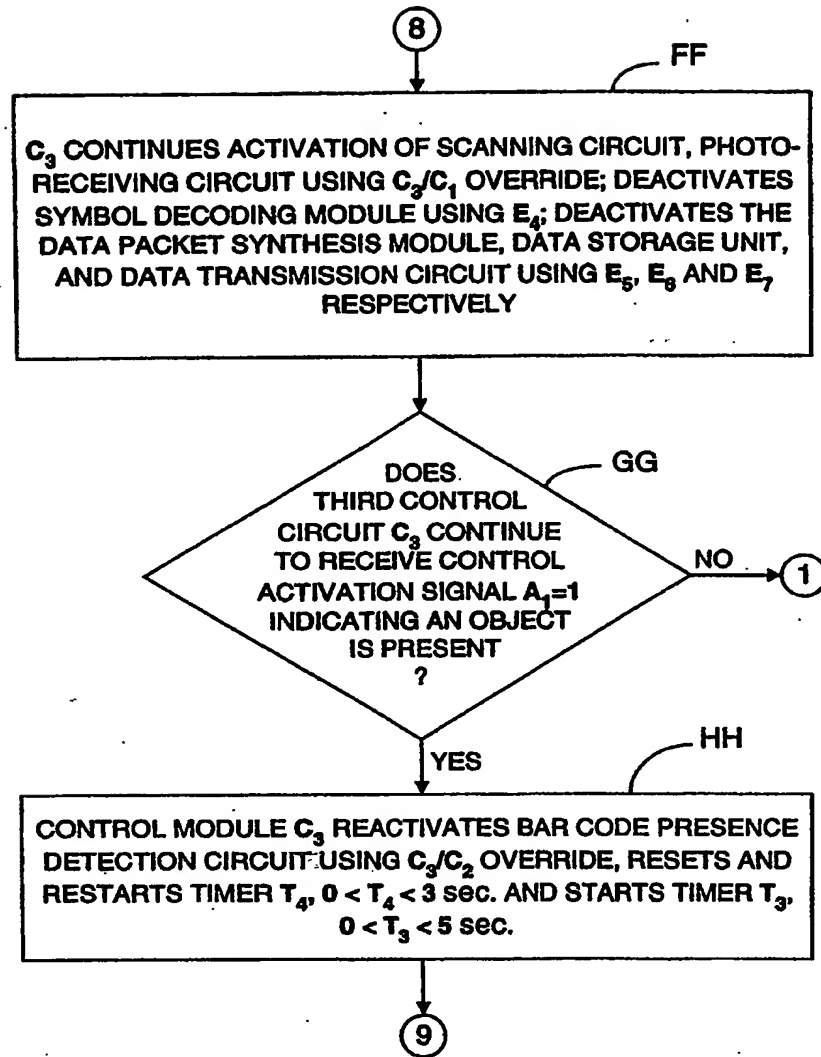 8
FF
C3 CONTINUES ACTIVATION OF SCANNING CIRCUIT, PHOTO-
RECEIVING CIRCUIT USING C3/C1 OVERRIDE; DEACTIVATES
SYMBOL DECODING MODULE USING E4; DEACTIVATES THE
DATA PACKET SYNTHESIS MODULE, DATA STORAGE UNIT,
AND DATA TRANSMISSION CIRCUIT USING E5, E6 AND E7
RESPECTIVELY
GG
DOES
THIRD CONTROL
CIRCUIT C3 CONTINUE
TO RECEIVE CONTROL
ACTIVATION SIGNAL A1=1
INDICATING AN OBJECT
IS PRESENT
?
NO
1
YES
HH
CONTROL MODULE C3 REACTIVATES BAR CODE PRESENCE
DETECTION CIRCUIT USING C3/C2 OVERRIDE, RESETS AND
RESTARTS TIMER T4, 0 < T4 < 3 sec. AND STARTS TIMER T3,
0 < T3 < 5 sec.
9